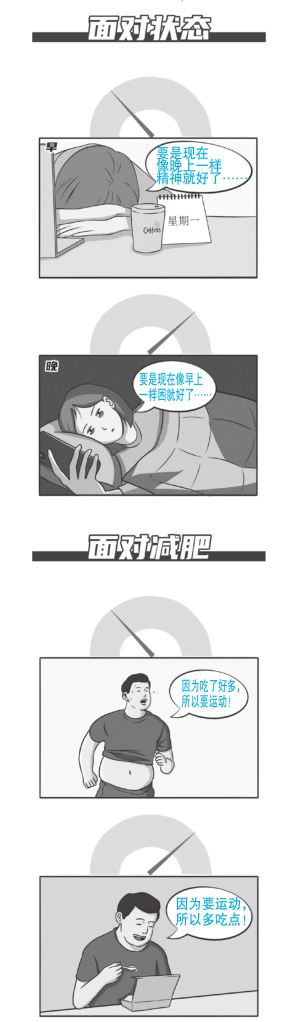 面对状态
早
要是现在
像晚上一样
精神就好了……
Coffee
星期一
晚
要是现在像早上
一样困就好了……
面对减肥
因为吃了好多，
所以要运动！
因为要运动，
所以多吃点！